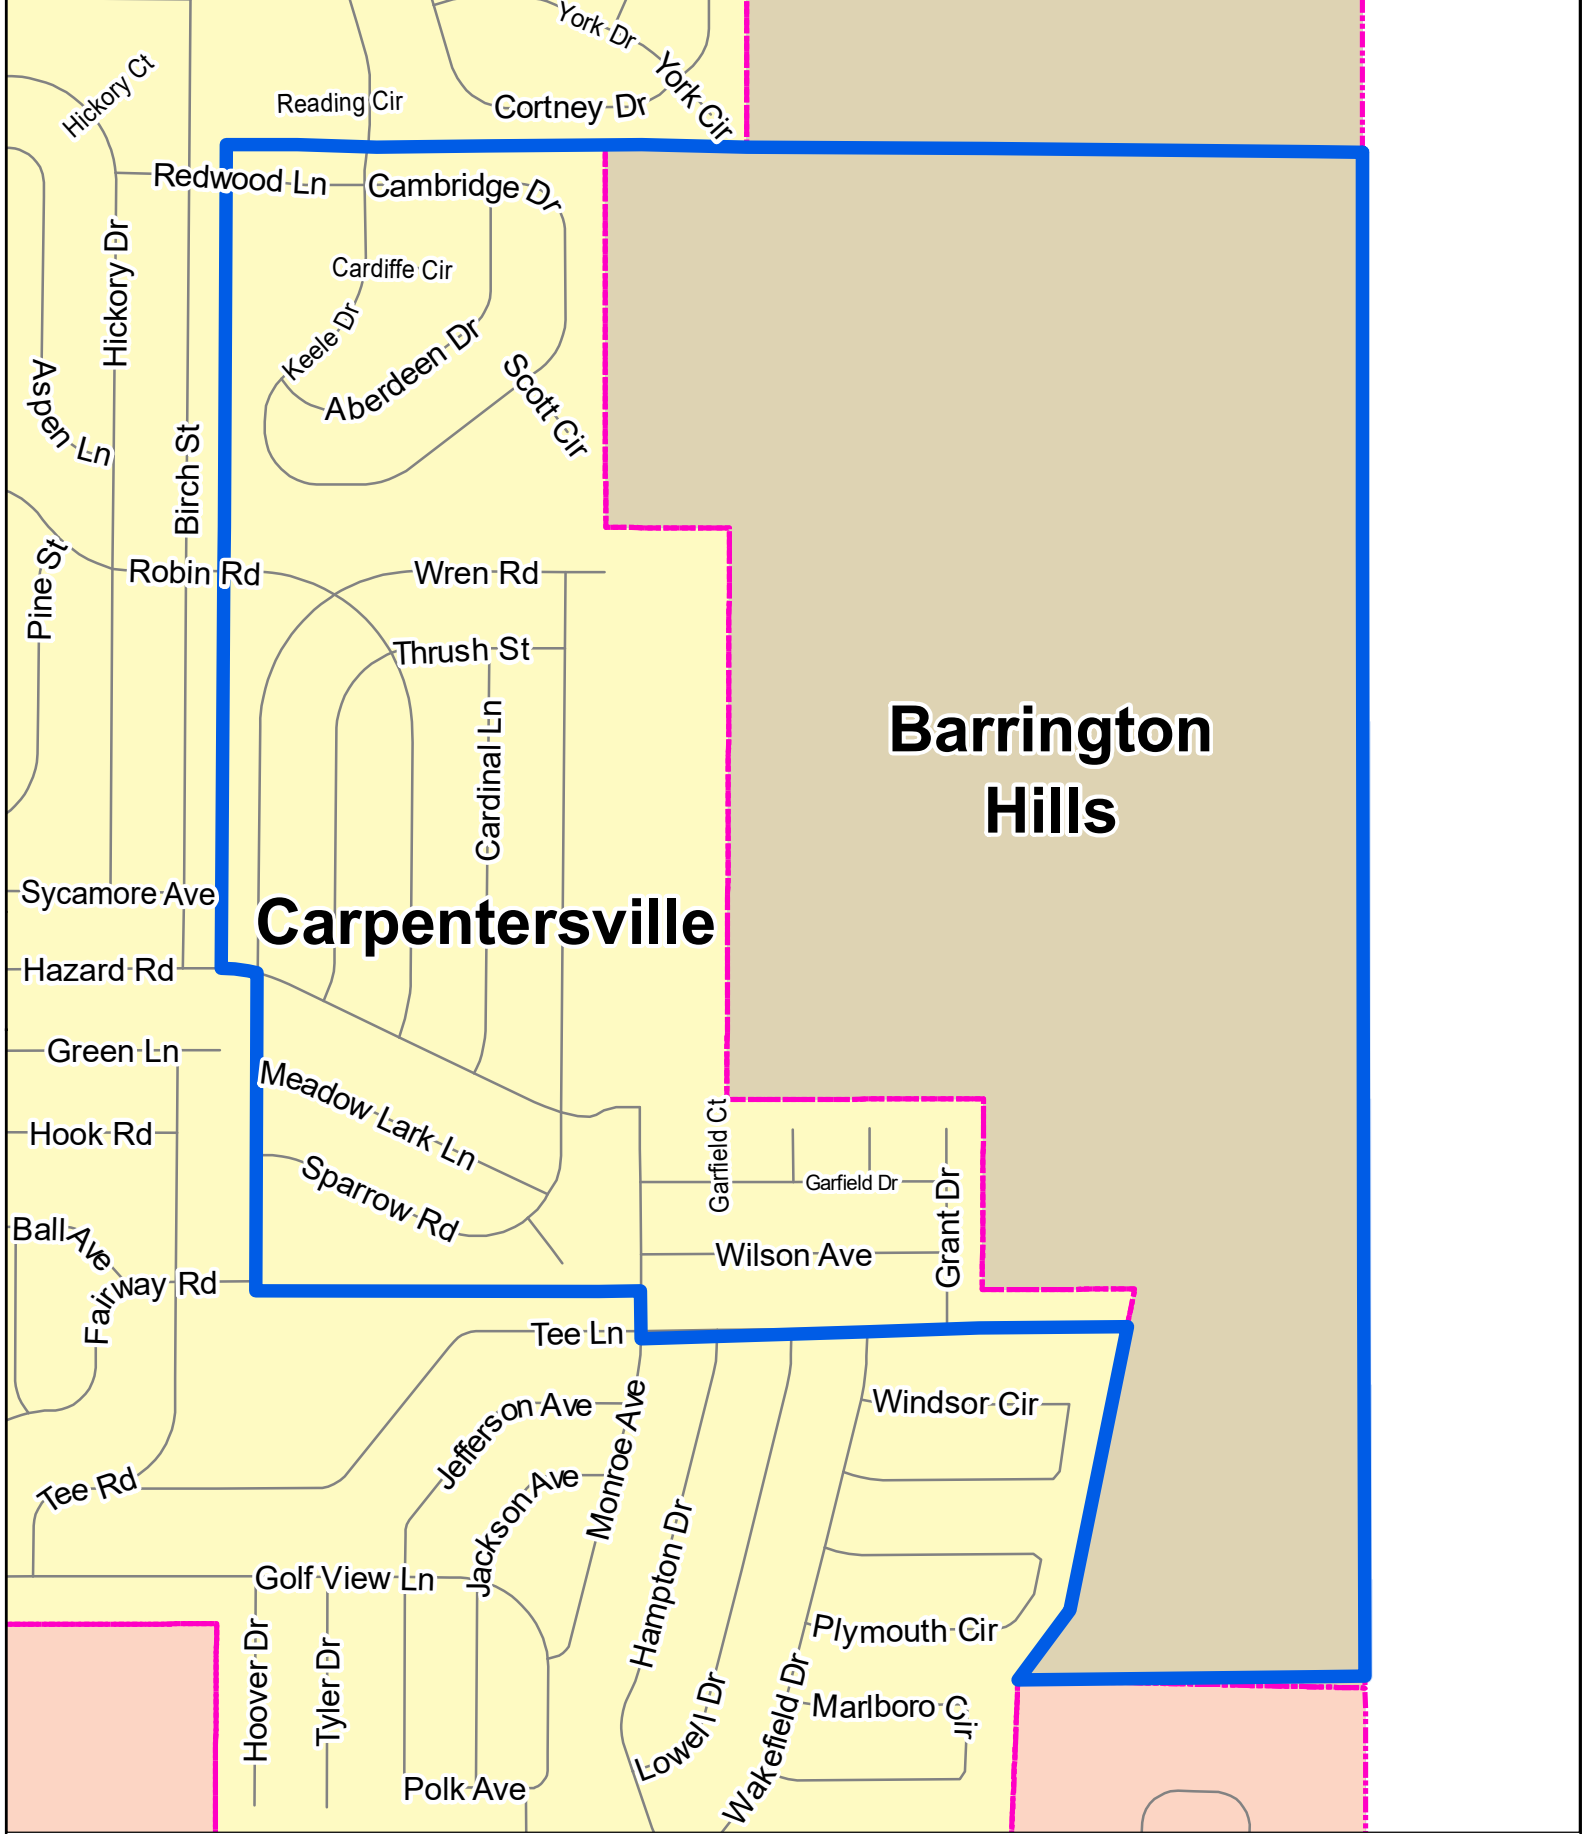 York Dr
York Cir
Hickory Ct
Reading Cir
Cortney Dr
Redwood Ln
Cambridge Dr
Hickory Dr
Cardiffe Cir
Keele Dr
Aberdeen Dr
Scott Cir
Aspen Ln
Birch St
Pine St
Robin Rd
Wren Rd
Thrush St
Cardinal Ln
Barrington
Hills
Sycamore Ave
Carpentersville
Hazard Rd
Green Ln
Meadow Lark Ln
Hook Rd
Garfield Ct
Garfield Dr
Sparrow Rd
Grant Dr
Ball Ave
Wilson Ave
Fairway Rd
Tee Ln
Jefferson Ave
Monroe Ave
Windsor Cir
Tee Rd
Jackson Ave
Hampton Dr
Golf View Ln
Plymouth Cir
Hoover Dr
Tyler Dr
Lowell Dr
Wakefield Dr
Marlboro Cir
Polk Ave